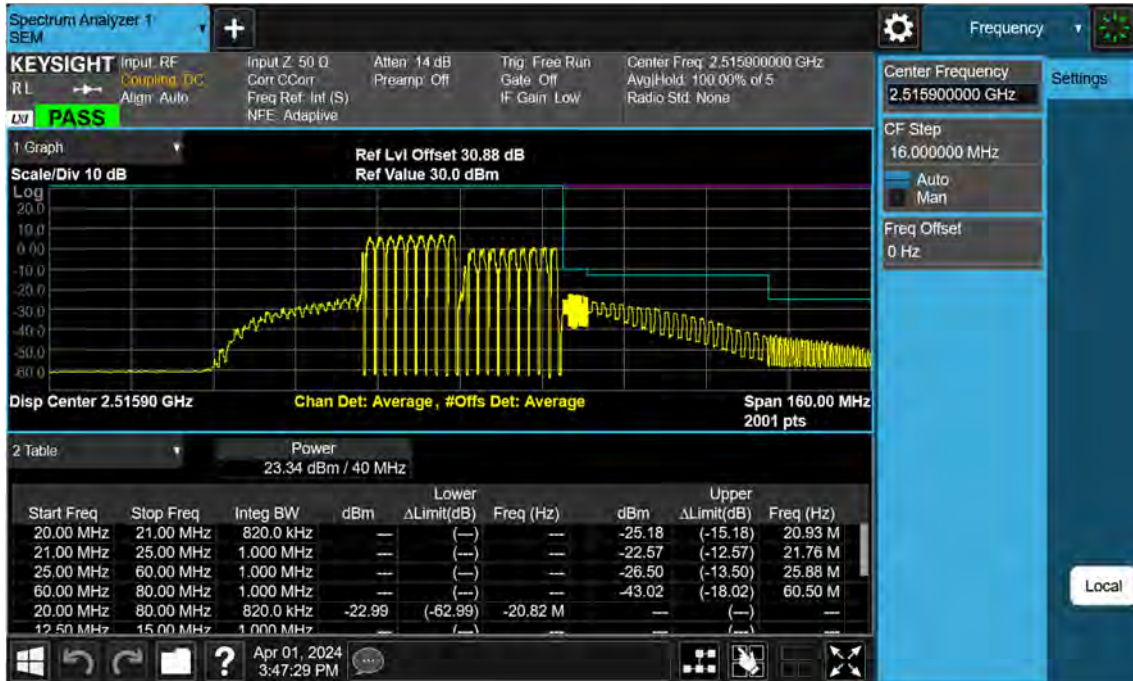 Spectrum Analyzer 1
SEM
+
Frequency
KEYSIGHT
Input: RF
Coupling: DC
Align: Auto
Input Z: 50 Ω
Corr CCorr
Freq Ref: Int (S)
NFE: Adaptive
Atten: 14 dB
Preamp: Off
Trig: Free Run
Gate: Off
IF Gain: Low
Center Freq: 2.515900000 GHz
Avg|Hold: 100.00% of 5
Radio Std: None
RL
LXI PASS
Center Frequency
2.515900000 GHz
Settings
CF Step
16.000000 MHz
Auto
Man
Freq Offset
0 Hz
1 Graph
Scale/Div 10 dB
Ref Lvl Offset 30.88 dB
Ref Value 30.0 dBm
Log
20.0
10.0
0.00
-10.0
-20.0
-30.0
-40.0
-50.0
-60.0
Disp Center 2.51590 GHz
Chan Det: Average, #Offs Det: Average
Span 160.00 MHz
2001 pts
2 Table
Power
23.34 dBm / 40 MHz
Lower Upper
Start Freq Stop Freq Integ BW dBm ΔLimit(dB) Freq (Hz) dBm ΔLimit(dB) Freq (Hz)
20.00 MHz 21.00 MHz 820.0 kHz --- (---) --- -25.18 (-15.18) 20.93 M
21.00 MHz 25.00 MHz 1.000 MHz --- (---) --- -22.57 (-12.57) 21.76 M
25.00 MHz 60.00 MHz 1.000 MHz --- (---) --- -26.50 (-13.50) 25.88 M
60.00 MHz 80.00 MHz 1.000 MHz --- (---) --- -43.02 (-18.02) 60.50 M
20.00 MHz 80.00 MHz 820.0 kHz -22.99 (-62.99) -20.82 M --- (---) ---
12.50 MHz 15.00 MHz 1.000 MHz --- (---) --- --- (---) ---
Local
?
Apr 01, 2024
3:47:29 PM